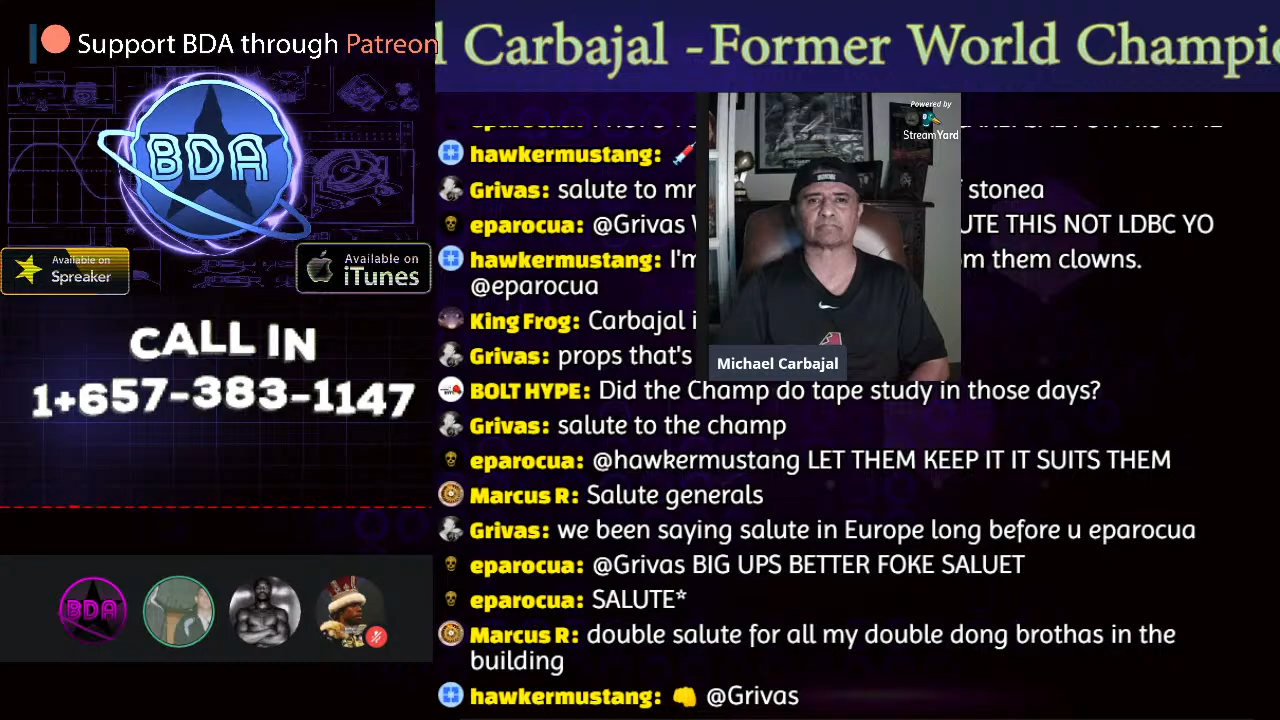 Support BDA through Patreon
l Carbajal -Former World Champi
BDA
Available on
Spreaker
Available on
iTunes
CALL IN
1+657-383-1147
BDA
Powered by
StreamYard
Michael Carbajal
eparocua:
hawkermustang: 💉
Grivas: salute to mr stonea
eparocua: @Grivas UTE THIS NOT LDBC YO
hawkermustang: I'm m them clowns.
@eparocua
King Frog: Carbajal i
Grivas: props that's
BOLT HYPE: Did the Champ do tape study in those days?
Grivas: salute to the champ
eparocua: @hawkermustang LET THEM KEEP IT IT SUITS THEM
Marcus R: Salute generals
Grivas: we been saying salute in Europe long before u eparocua
eparocua: @Grivas BIG UPS BETTER FOKE SALUET
eparocua: SALUTE*
Marcus R: double salute for all my double dong brothas in the
building
hawkermustang: 👊 @Grivas